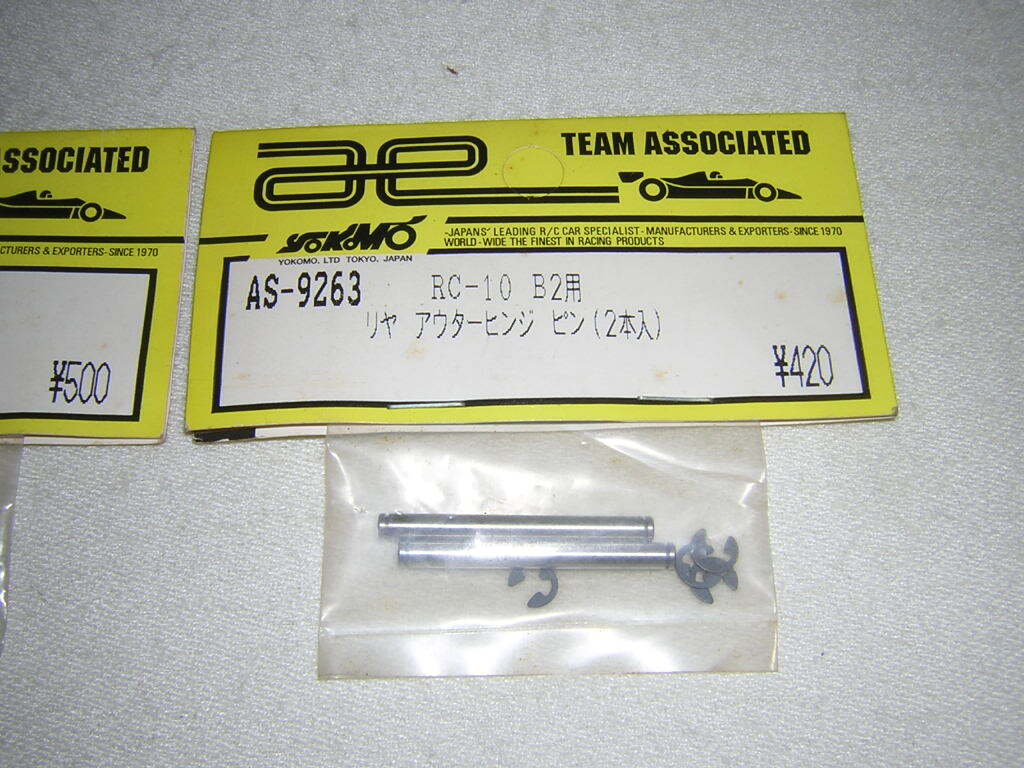 SSOCIATED
CTURERS & EXPORTERS-SINCE 1970
¥500
ae
TEAM ASSOCIATED
YOKOMO
"JAPANS" LEADING R/C CAR SPECIALIST-MANUFACTURERS & EXPORTERS-SINCE 1970
WORLD-WIDE THE FINEST IN RACING PRODUCTS
YOKOMO. LTD TOKYO. JAPAN
AS-9263 RC-10 B2用
リヤ アウターヒンジ ピン(2本入)
¥420